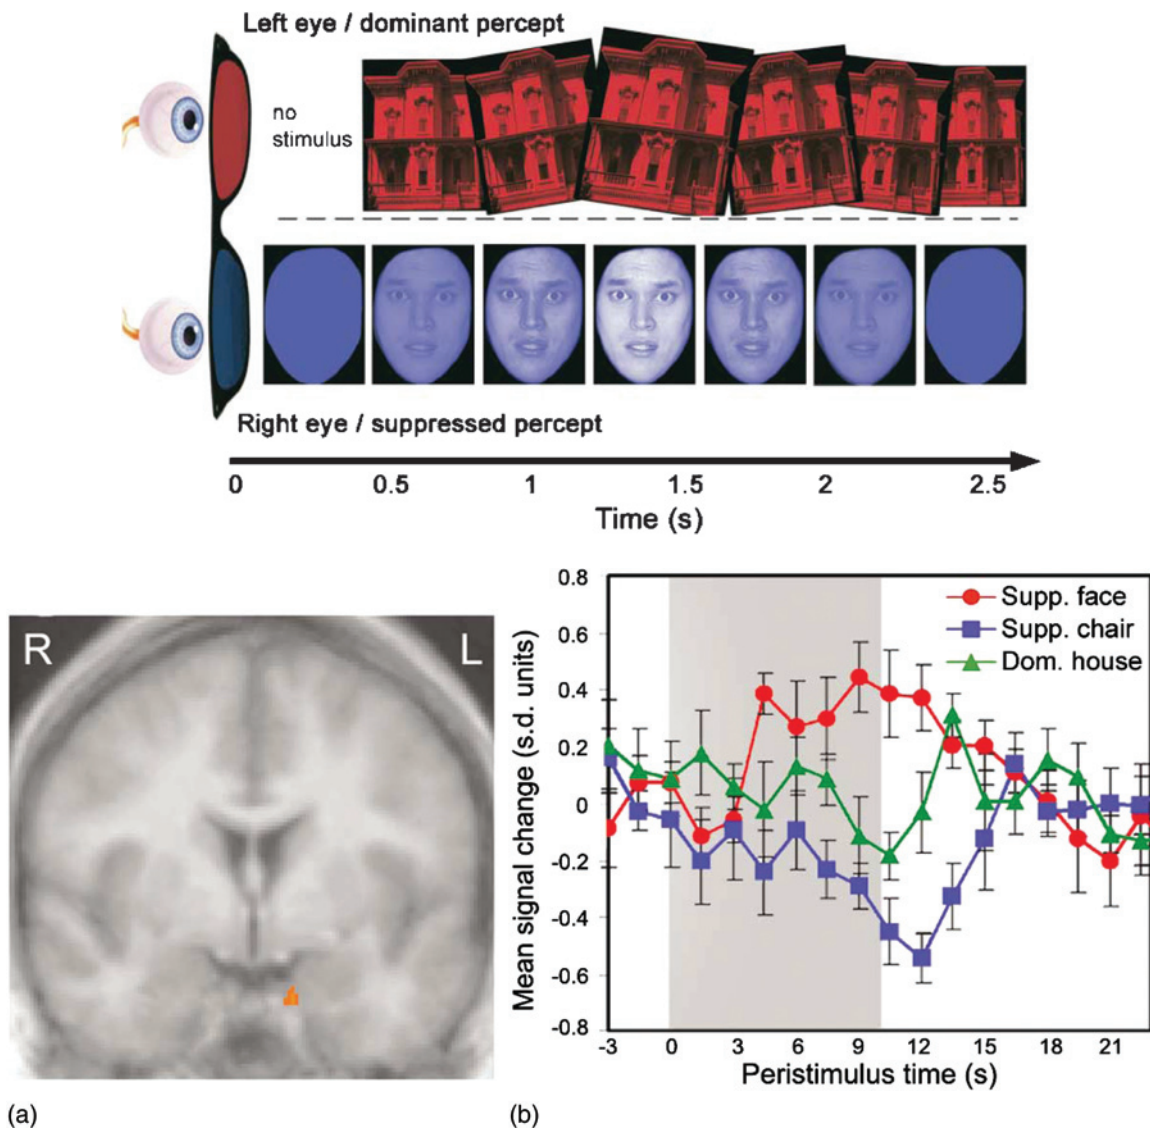 Left eye / dominant percept
no
stimulus
Right eye / suppressed percept
0 0.5 1 1.5 2 2.5
Time (s)
R L
(a)
Mean signal change (s.d. units)
0.8
0.6
0.4
0.2
0
-0.2
-0.4
-0.6
-0.8
Supp. face
Supp. chair
Dom. house
-3 0 3 6 9 12 15 18 21
Peristimulus time (s)
(b)